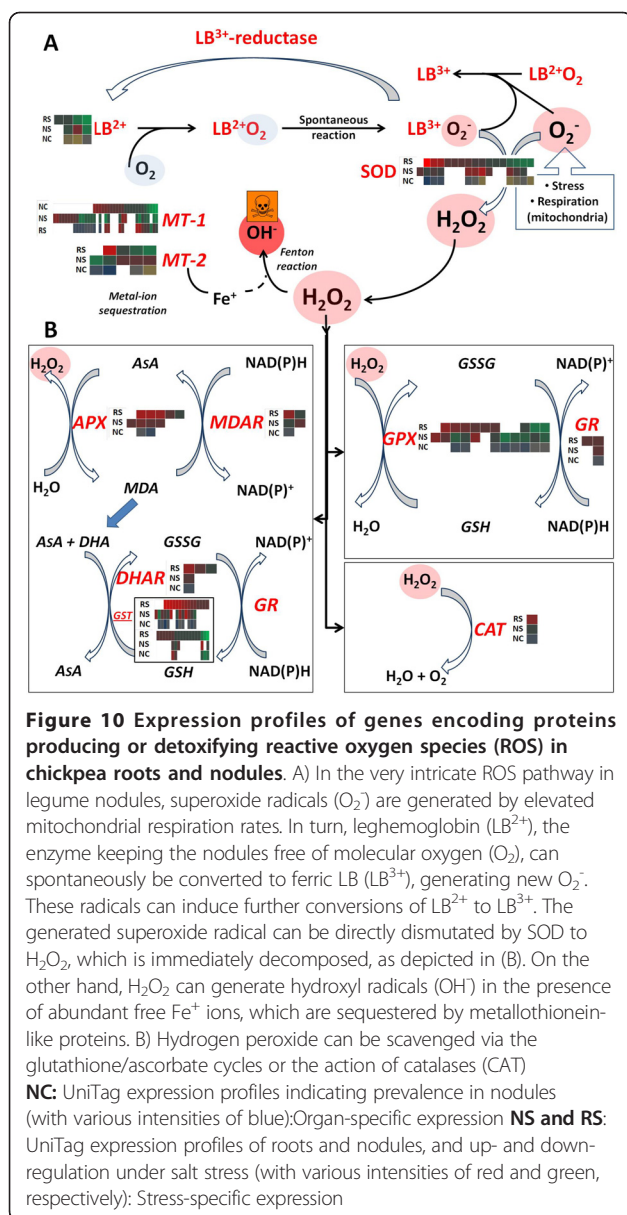 A
LB³⁺-reductase
LB³⁺ LB²⁺O₂
RS
NS
NC
LB²⁺ LB²⁺O₂ Spontaneous reaction LB³⁺ O₂⁻ O₂⁻
O₂
SOD
RS
NS
NC
• Stress
• Respiration
(mitochondria)
NC
NS
RS
MT-1
OH⁻
H₂O₂
RS
NS
NC
MT-2
Fenton
reaction
Metal-ion
sequestration
Fe⁺
H₂O₂
B
H₂O₂ AsA NAD(P)H
APX
RS
NS
NC
MDAR
RS
NS
NC
H₂O MDA NAD(P)⁺
AsA + DHA GSSG NAD(P)⁺
DHAR
RS
NS
NC
GST
RS
NS
NC
RS
NS
NC
GR
AsA GSH NAD(P)H
H₂O₂ GSSG NAD(P)⁺
GPX
RS
NS
NC
GR
RS
NS
NC
H₂O GSH NAD(P)H
H₂O₂
CAT
RS
NS
NC
H₂O + O₂
Figure 10 Expression profiles of genes encoding proteins
producing or detoxifying reactive oxygen species (ROS) in
chickpea roots and nodules. A) In the very intricate ROS pathway in
legume nodules, superoxide radicals (O₂⁻) are generated by elevated
mitochondrial respiration rates. In turn, leghemoglobin (LB²⁺), the
enzyme keeping the nodules free of molecular oxygen (O₂), can
spontaneously be converted to ferric LB (LB³⁺), generating new O₂⁻.
These radicals can induce further conversions of LB²⁺ to LB³⁺. The
generated superoxide radical can be directly dismutated by SOD to
H₂O₂, which is immediately decomposed, as depicted in (B). On the
other hand, H₂O₂ can generate hydroxyl radicals (OH⁻) in the presence
of abundant free Fe⁺ ions, which are sequestered by metallothionein-
like proteins. B) Hydrogen peroxide can be scavenged via the
glutathione/ascorbate cycles or the action of catalases (CAT)
NC: UniTag expression profiles indicating prevalence in nodules
(with various intensities of blue):Organ-specific expression NS and RS:
UniTag expression profiles of roots and nodules, and up- and down-
regulation under salt stress (with various intensities of red and green,
respectively): Stress-specific expression